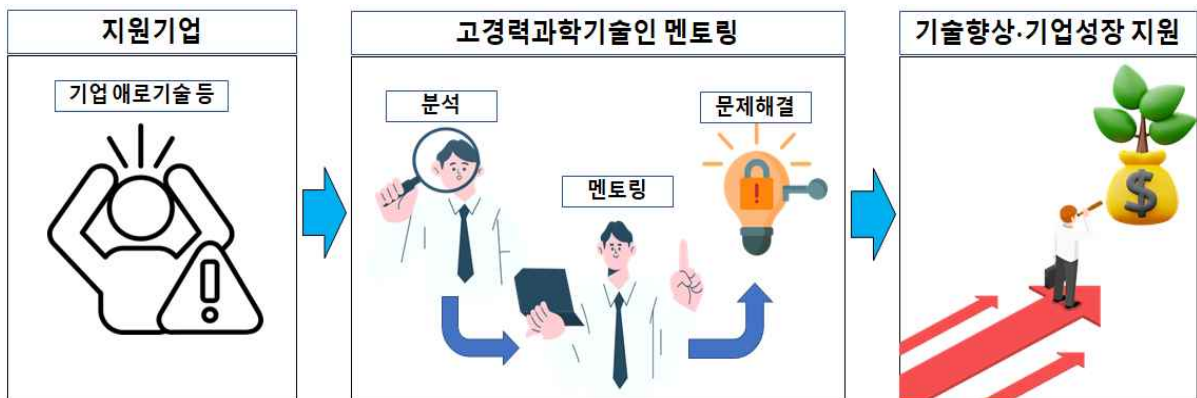 지원기업
고경력과학기술인 멘토링
기술향상·기업성장 지원
기업 애로기술 등
분석
멘토링
문제해결